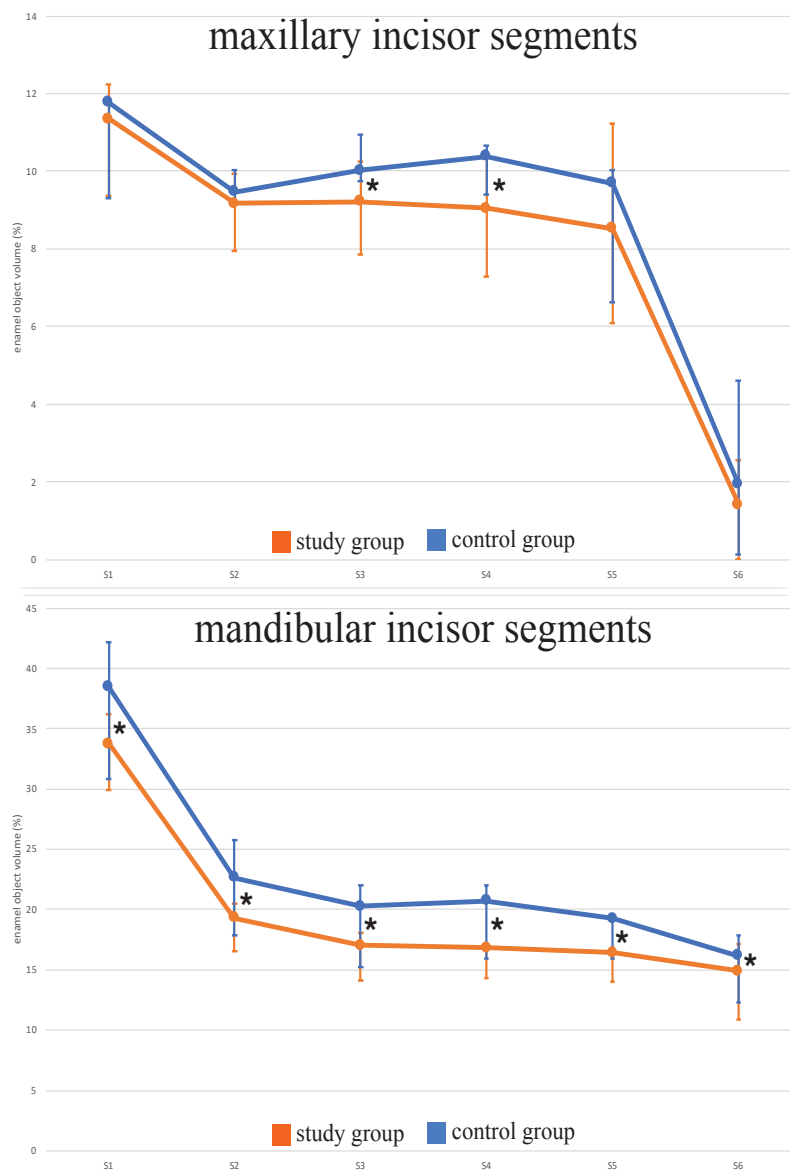 maxillary incisor segments
14
12
10
8
6
4
2
0
enamel object volume (%)
*
*
study group
control group
S1 S2 S3 S4 S5 S6
mandibular incisor segments
45
40
35
30
25
20
15
10
5
0
enamel object volume (%)
*
*
*
*
*
*
study group
control group
S1 S2 S3 S4 S5 S6